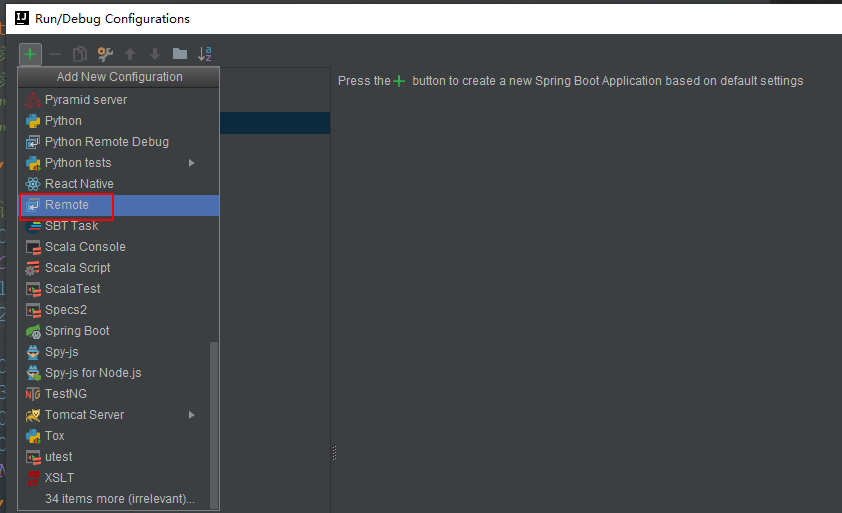 Run/Debug Configurations
Add New Configuration
Press the + button to create a new Spring Boot Application based on default settings
Pyramid server
Python
Python Remote Debug
Python tests
React Native
Remote
SBT Task
Scala Console
Scala Script
ScalaTest
Specs2
Spring Boot
Spy-js
Spy-js for Node.js
TestNG
Tomcat Server
Tox
utest
XSLT
34 items more (irrelevant)...